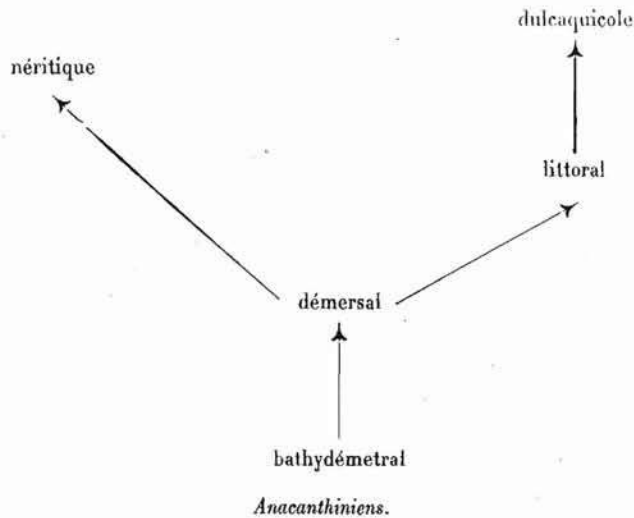 dulcaquicole
néritique
littoral
démersal
bathydémetral
Anacanthiniens.